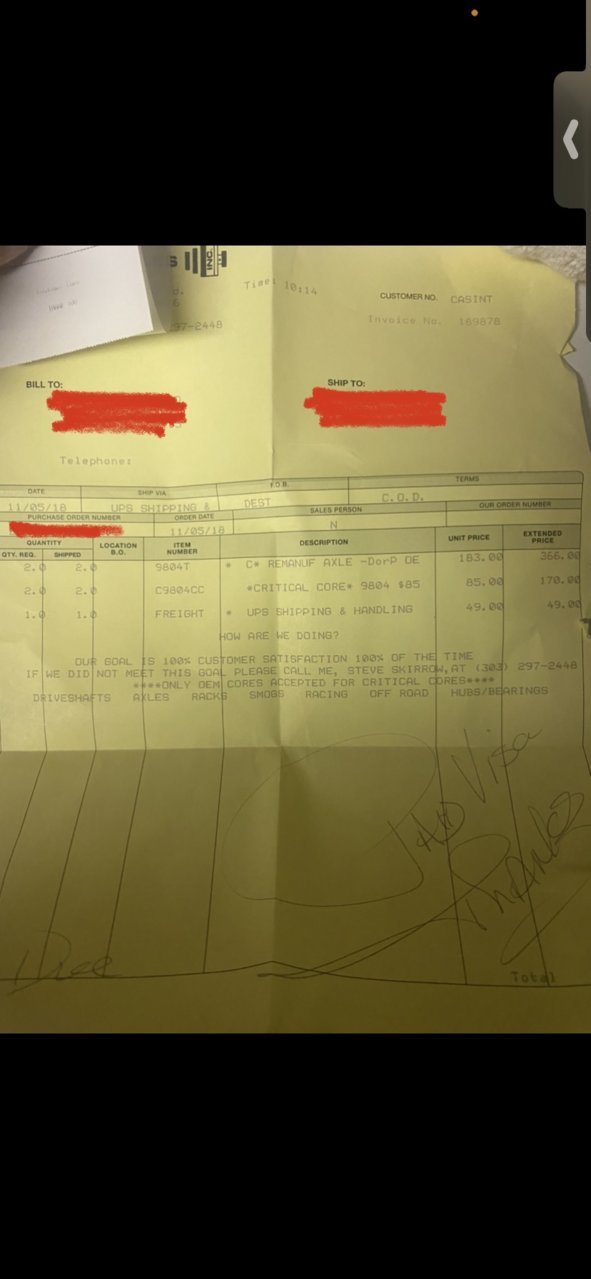 S INC.
d.
6
Time: 10:14
CUSTOMER NO. CASINT
297-2448
Invoice No. 169878
BILL TO:
SHIP TO:
Telephone:
DATE SHIP VIA F.O.B. TERMS
11/05/18 UPS SHIPPING & DEST C.O.D.
PURCHASE ORDER NUMBER ORDER DATE SALES PERSON OUR ORDER NUMBER
11/05/18 N
QUANTITY LOCATION B.O. ITEM NUMBER DESCRIPTION UNIT PRICE EXTENDED PRICE
QTY. REQ. SHIPPED
2.0 2.0 9804T * C* REMANUF AXLE -DorP DE 183.00 366.00
2.0 2.0 C9804CC *CRITICAL CORE* 9804 $85 85.00 170.00
1.0 1.0 FREIGHT * UPS SHIPPING & HANDLING 49.00 49.00
HOW ARE WE DOING?
OUR GOAL IS 100% CUSTOMER SATISFACTION 100% OF THE TIME
IF WE DID NOT MEET THIS GOAL PLEASE CALL ME, STEVE SKIRROW, AT (303) 297-2448
****ONLY OEM CORES ACCEPTED FOR CRITICAL CORES****
DRIVESHAFTS AXLES RACKS SMOGS RACING OFF ROAD HUBS/BEARINGS
Visa
THANKS
Total